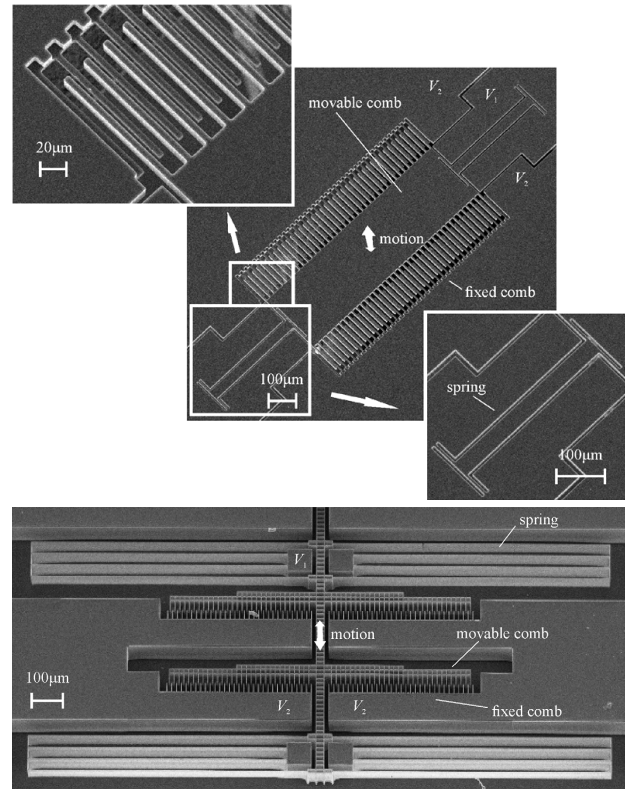 20μm
movable comb
V₂
V₁
V₂
motion
fixed comb
100μm
spring
100μm
spring
V₁
motion
movable comb
100μm
V₂
V₂
fixed comb